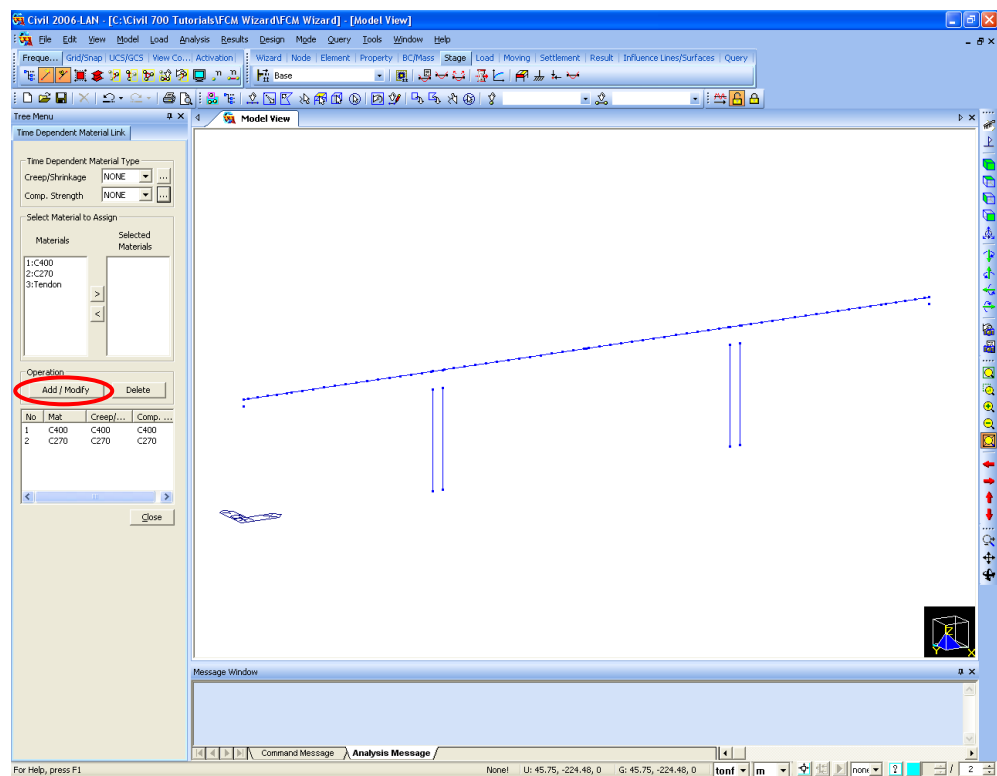 Civil 2006-LAN - [C:\Civil 700 Tutorials\FCM Wizard\FCM Wizard] - [Model View]
File Edit View Model Load Analysis Results Design Mode Query Tools Window Help
Freque... Grid/Snap UCS/GCS View Co... Activation Wizard Node Element Property BC/Mass Stage Load Moving Settlement Result Influence Lines/Surfaces Query
Base
Tree Menu
Model View
Time Dependent Material Link
Time Dependent Material Type
Creep/Shrinkage NONE ...
Comp. Strength NONE ...
Select Material to Assign
Materials
Selected
Materials
1:C400
2:C270
3:Tendon
>
<
Operation
Add / Modify Delete
No Mat Creep/... Comp. ...
1 C400 C400 C400
2 C270 C270 C270
Close
Z
Y X
Message Window
Command Message Analysis Message
For Help, press F1
None! U: 45.75, -224.48, 0 G: 45.75, -224.48, 0 tonf m none ? / 2